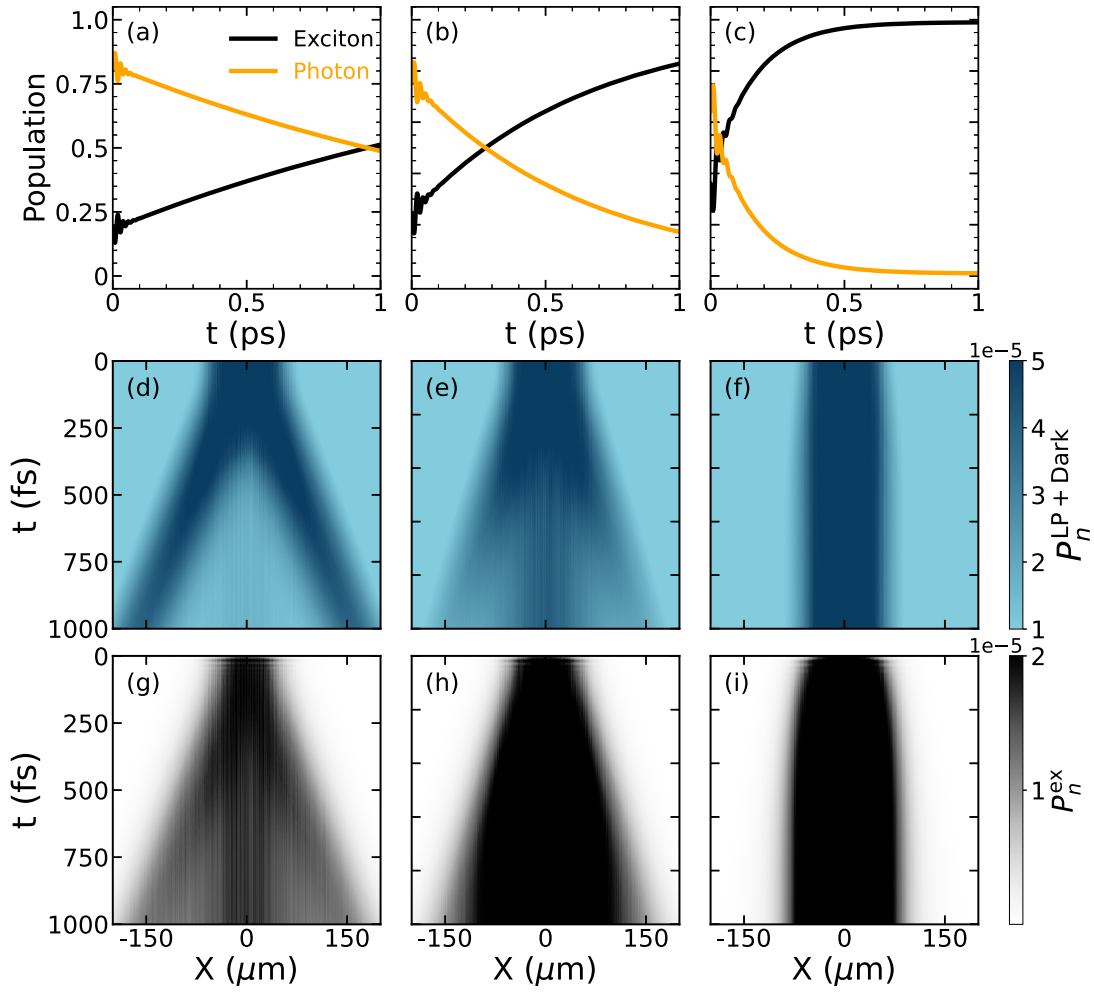 (a) (b) (c)
Exciton
Photon
Population
1.0
0.75
0.5
0.25
0
0 0.5 1
0 0.5 1
0 0.5 1
t (ps) t (ps) t (ps)
(d) (e) (f)
t (fs)
0
250
500
750
1000
1e−5
5
4
3
2
1
P_n^{LP + Dark}
(g) (h) (i)
t (fs)
0
250
500
750
1000
1e−5
2
1
P_n^{ex}
-150 0 150
-150 0 150
-150 0 150
X (μm) X (μm) X (μm)